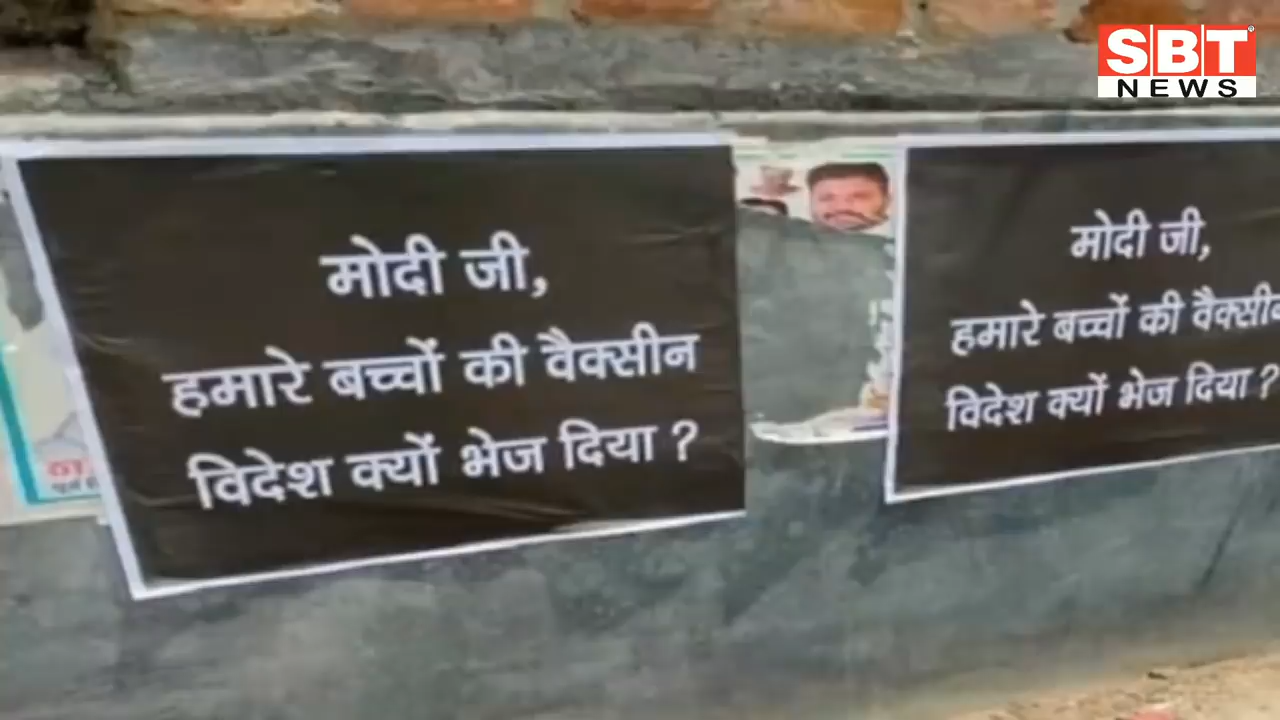 SBT
NEWS
मोदी जी,
हमारे बच्चों की वैक्सीन
विदेश क्यों भेज दिया ?
मोदी जी,
हमारे बच्चों की
विदेश क्यों भेज दिया ?